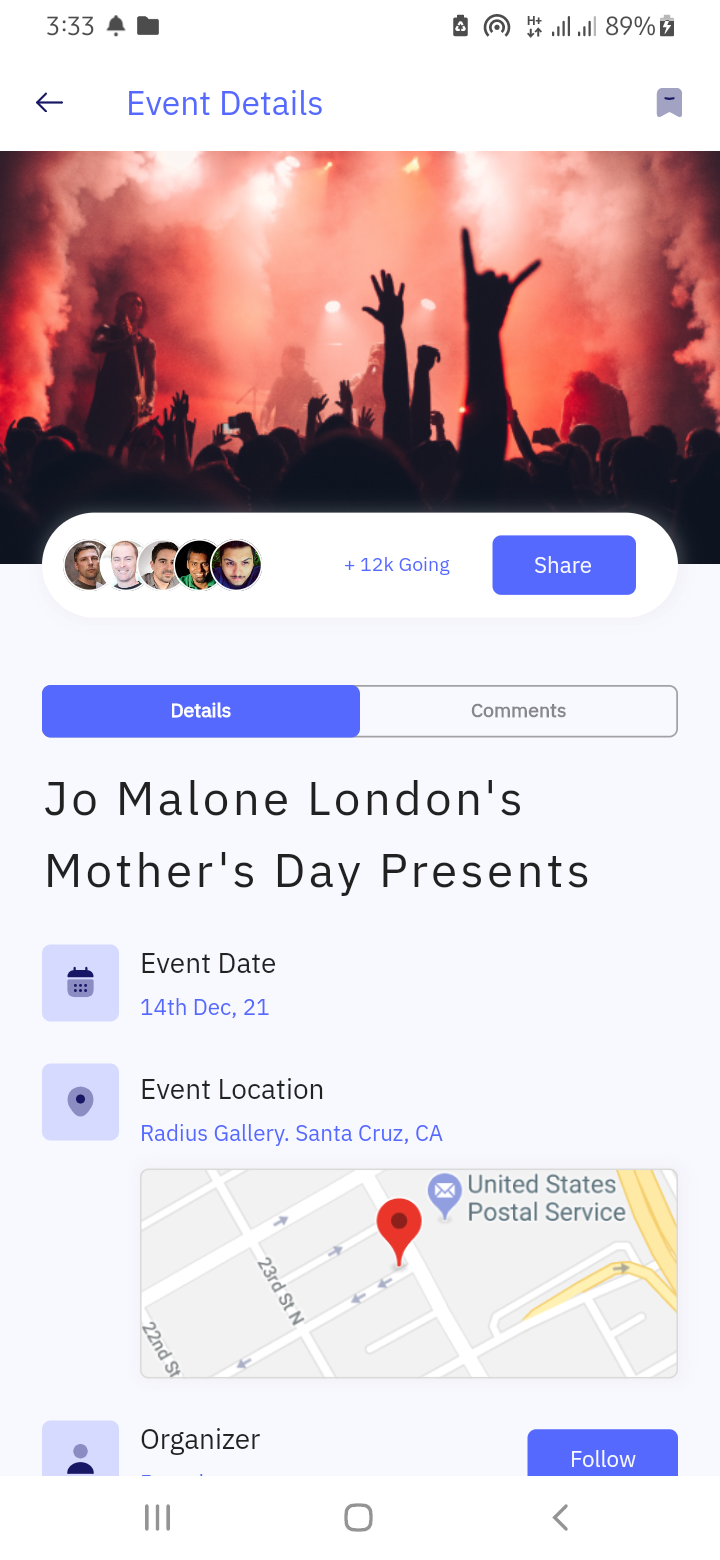 3:33
H+
89%
Event Details
+ 12k Going
Share
Details
Comments
Jo Malone London's
Mother's Day Presents
Event Date
14th Dec, 21
Event Location
Radius Gallery. Santa Cruz, CA
United States
Postal Service
23rd St N
22nd St
Organizer
Follow